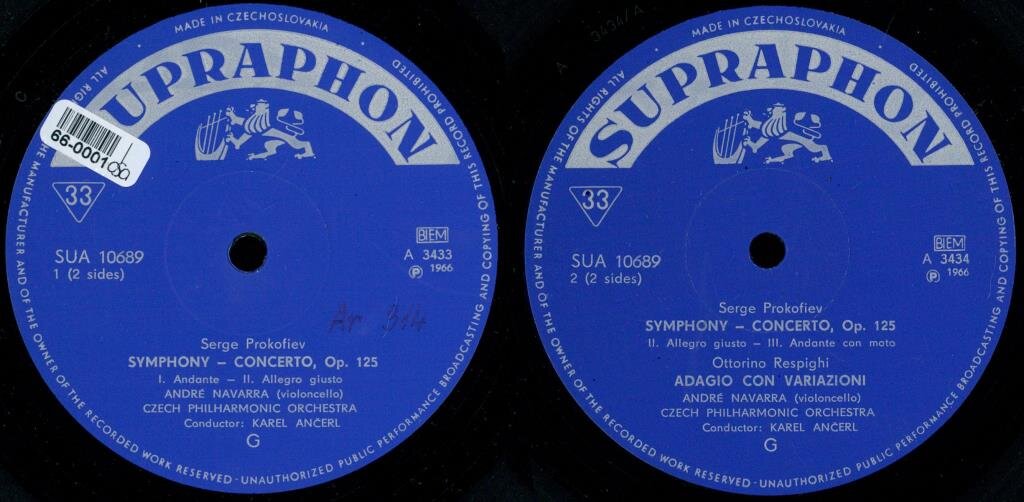 MADE IN CZECHOSLOVAKIA
SUPRAPHON
ALL RIG
THE MANUFACTURER AND OF THE OWNER OF THE RECORDED WORK RESERVED - UNAUTHORIZED PUBLIC PERFORMANCE BROADCASTING AND COPYING OF THIS RECORD PROHIBITED
66-0001
33
SUA 10689
1 (2 sides)
BIEM
A 3433
Ⓟ 1966
Ar 314
Serge Prokofiev
SYMPHONY – CONCERTO, Op. 125
I. Andante – II. Allegro giusto
ANDRÉ NAVARRA (violoncello)
CZECH PHILHARMONIC ORCHESTRA
Conductor: KAREL ANČERL
G
A 3434/A
MADE IN CZECHOSLOVAKIA
SUPRAPHON
ALL RIGHTS OF THE MANUFACTURER AND OF THE OWNER OF THE RECORDED WORK RESERVED - UNAUTHORIZED PUBLIC PERFORMANCE BROADCASTING AND COPYING OF THIS RECORD PROHIBITED
33
SUA 10689
2 (2 sides)
BIEM
A 3434
Ⓟ 1966
Serge Prokofiev
SYMPHONY – CONCERTO, Op. 125
II. Allegro giusto – III. Andante con moto
Ottorino Respighi
ADAGIO CON VARIAZIONI
ANDRÉ NAVARRA (violoncello)
CZECH PHILHARMONIC ORCHESTRA
Conductor: KAREL ANČERL
G